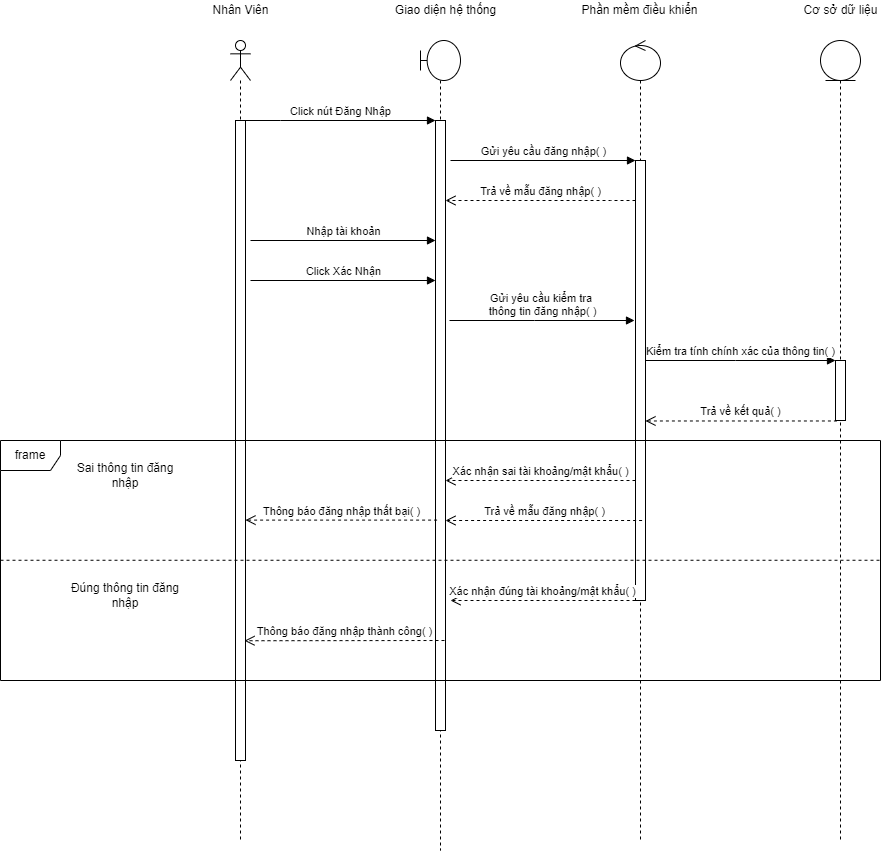 Nhân Viên
Giao diện hệ thống
Phần mềm điều khiển
Cơ sở dữ liệu
Click nút Đăng Nhập
Gửi yêu cầu đăng nhập( )
Trả về mẫu đăng nhập( )
Nhập tài khoản
Click Xác Nhận
Gửi yêu cầu kiểm tra
thông tin đăng nhập( )
Kiểm tra tính chính xác của thông tin( )
Trả về kết quả( )
frame
Sai thông tin đăng
nhập
Xác nhận sai tài khoảng/mật khẩu( )
Thông báo đăng nhập thất bại( )
Trả về mẫu đăng nhập( )
Đúng thông tin đăng
nhập
Xác nhận đúng tài khoảng/mật khẩu( )
Thông báo đăng nhập thành công( )